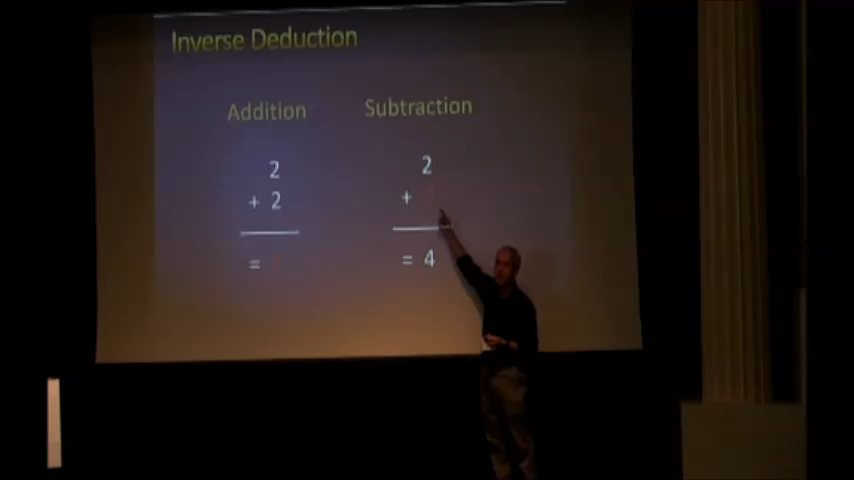 Inverse Deduction
Addition
2
+ 2
=
Subtraction
2
+
= 4